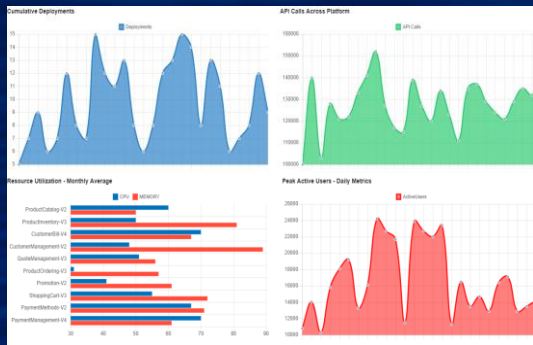 Cumulative Deployments
Deployments
15
13
12
11
10
9
8
7
6
5
API Calls Across Platform
API Calls
160000
150000
140000
130000
120000
110000
100000
Resource Utilization - Monthly Average
CPU
MEMORY
ProductCatalog-V2
ProductInventory-V3
CustomerBill-V4
CustomerManagement-V2
QuoteManagement-V3
ProductOrdering-V3
Promotion-V2
ShoppingCart-V3
PaymentMethods-V2
PaymentManagement-V4
30
40
50
60
70
80
90
Peak Active Users - Daily Metrics
ActiveUsers
26000
24000
22000
20000
18000
16000
14000
12000
10000